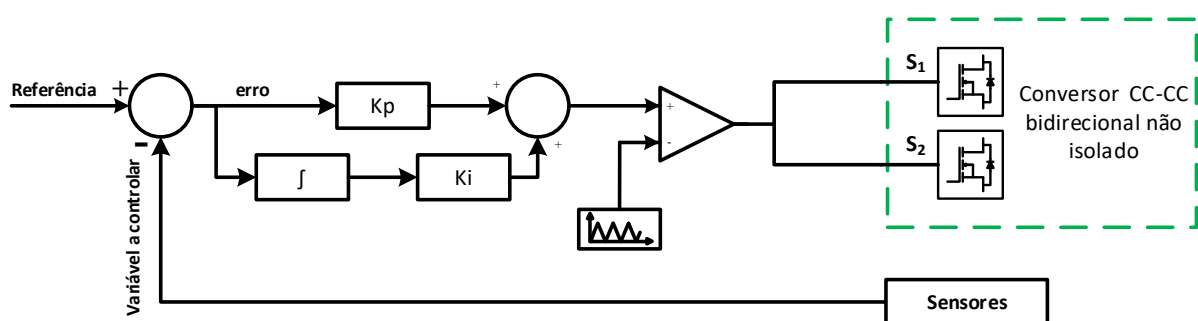 Referência
+
-
erro
Kp
∫
Ki
+
+
+
-
S1
S2
Conversor CC-CC
bidirecional não
isolado
Variável a controlar
Sensores